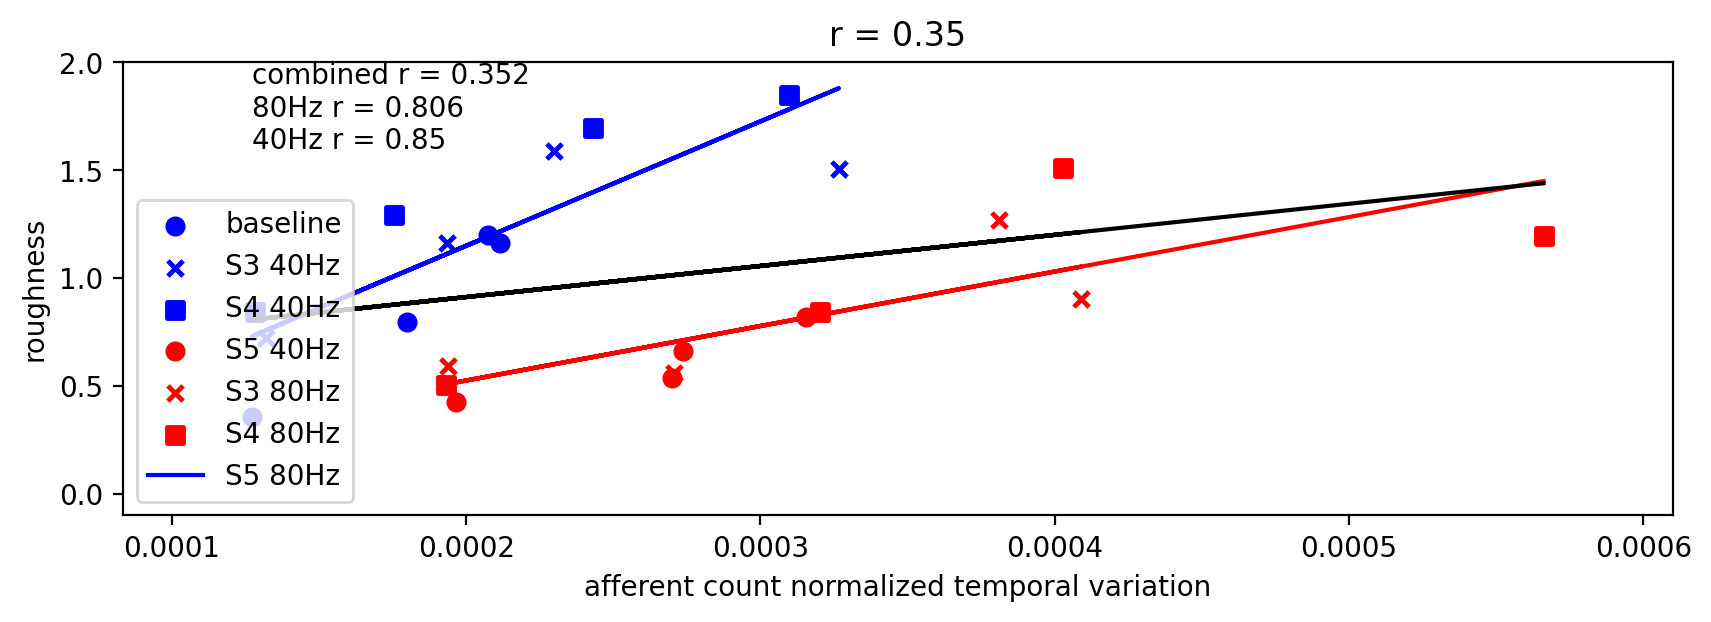 r = 0.35
combined r = 0.352
80Hz r = 0.806
40Hz r = 0.85
roughness
2.0
1.5
1.0
0.5
0.0
baseline
S3 40Hz
S4 40Hz
S5 40Hz
S3 80Hz
S4 80Hz
S5 80Hz
0.0001 0.0002 0.0003 0.0004 0.0005 0.0006
afferent count normalized temporal variation